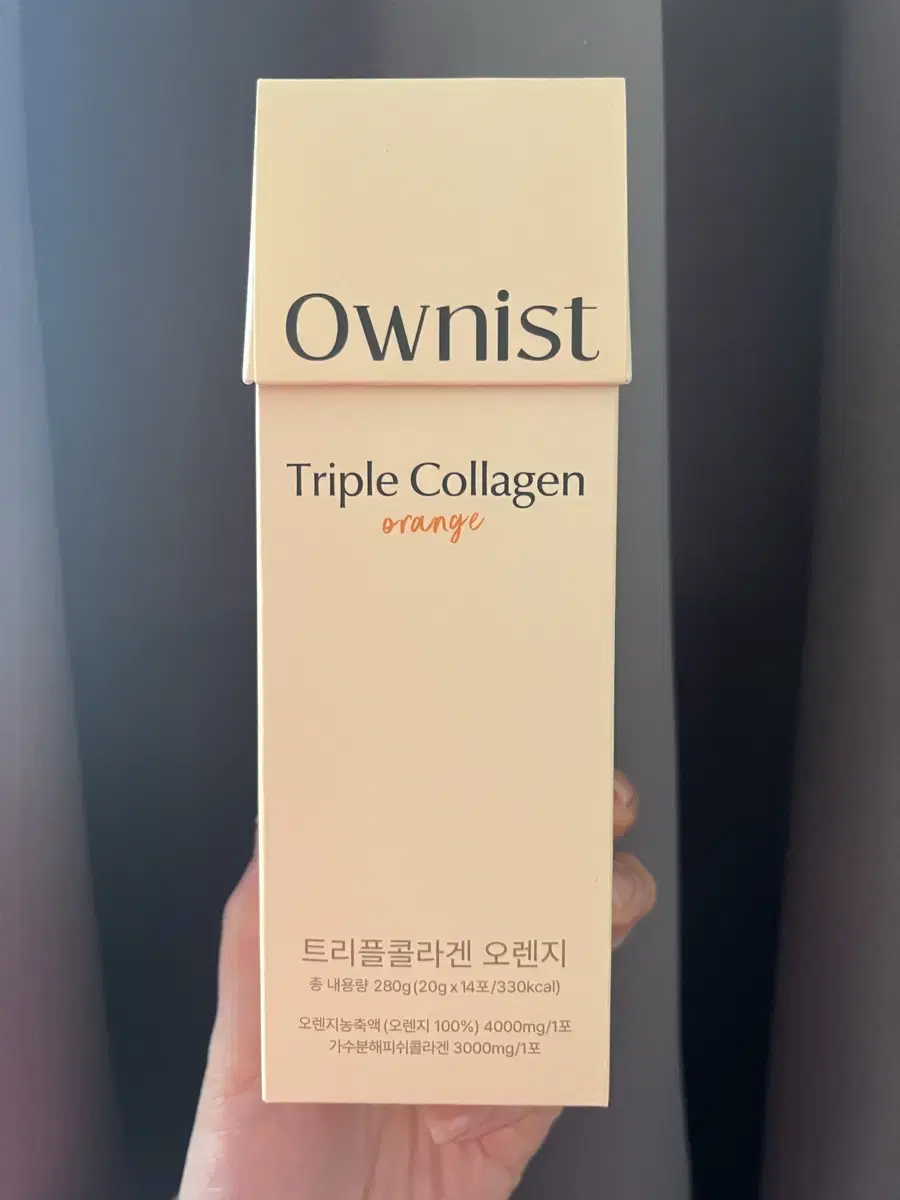 Ownist
Triple Collagen
orange
트리플콜라겐 오렌지
총 내용량 280g(20g x 14포/330kcal)
오렌지농축액(오렌지 100%) 4000mg/1포
가수분해피쉬콜라겐 3000mg/1포